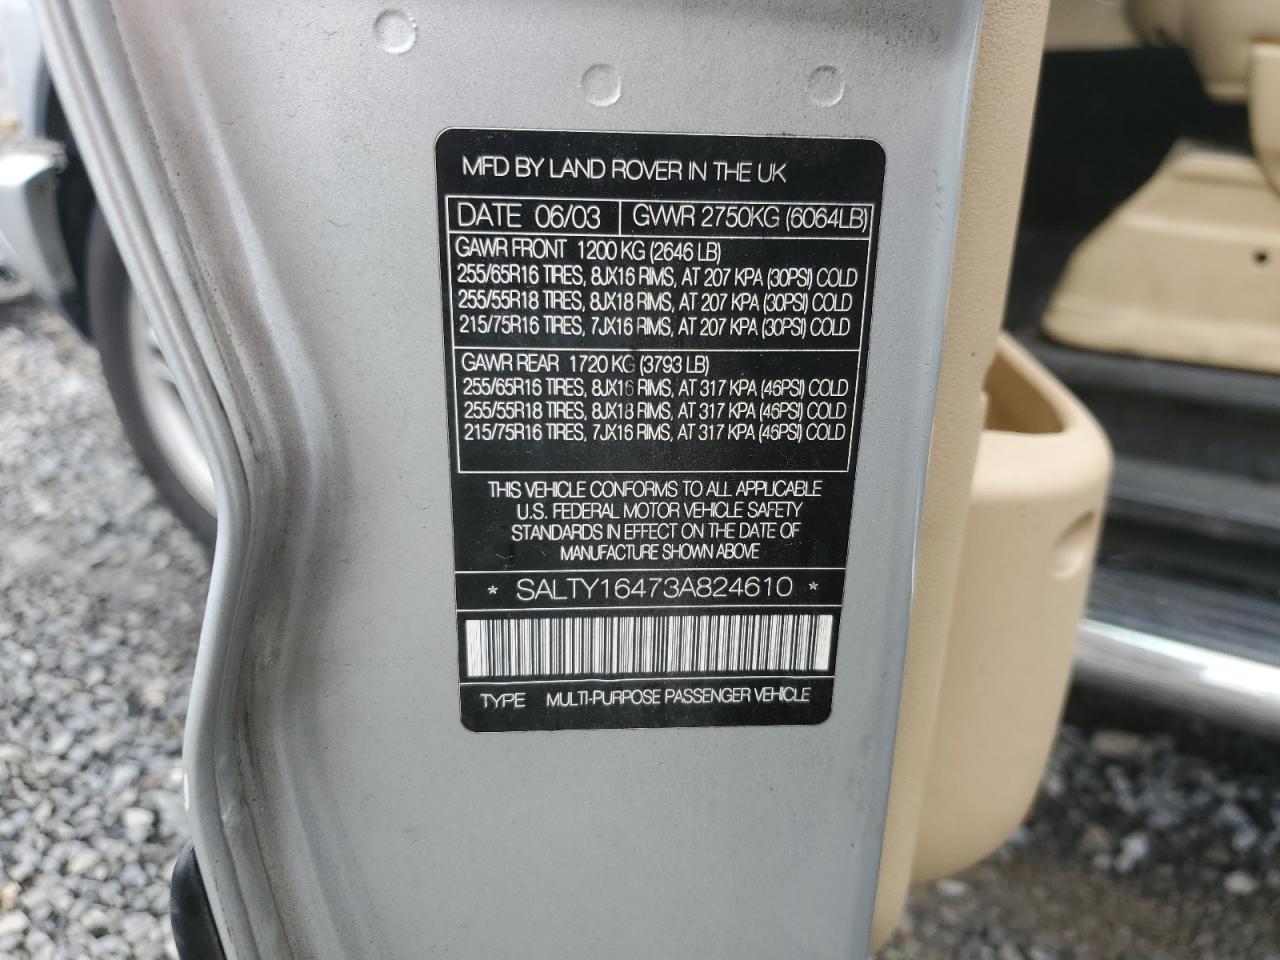 MFD BY LAND ROVER IN THE UK
DATE 06/03 GVWR 2750KG (6064LB)
GAWR FRONT 1200 KG (2646 LB)
255/65R16 TIRES, 8JX16 RIMS, AT 207 KPA (30PSI) COLD
255/55R18 TIRES, 8JX18 RIMS, AT 207 KPA (30PSI) COLD
215/75R16 TIRES, 7JX16 RIMS, AT 207 KPA (30PSI) COLD
GAWR REAR 1720 KG (3793 LB)
255/65R16 TIRES, 8JX16 RIMS, AT 317 KPA (46PSI) COLD
255/55R18 TIRES, 8JX18 RIMS, AT 317 KPA (46PSI) COLD
215/75R16 TIRES, 7JX16 RIMS, AT 317 KPA (46PSI) COLD
THIS VEHICLE CONFORMS TO ALL APPLICABLE
U.S. FEDERAL MOTOR VEHICLE SAFETY
STANDARDS IN EFFECT ON THE DATE OF
MANUFACTURE SHOWN ABOVE
* SALTY16473A824610 *
TYPE MULTI-PURPOSE PASSENGER VEHICLE